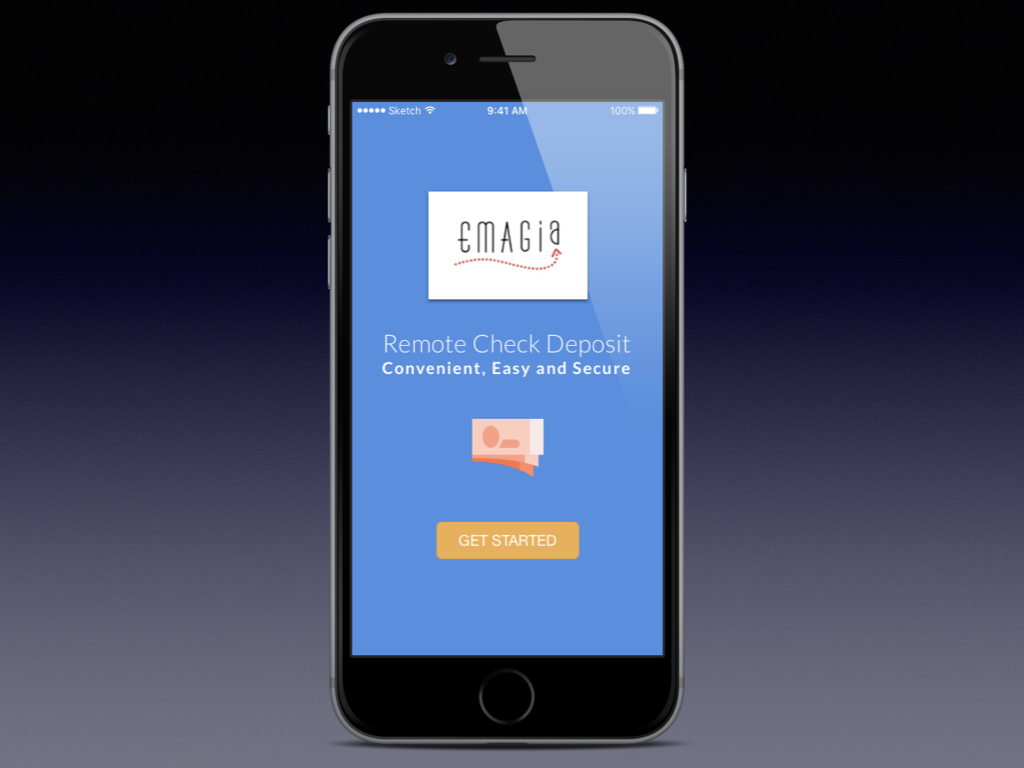 Sketch 9:41 AM 100%
EMAGia
Remote Check Deposit
Convenient, Easy and Secure
GET STARTED